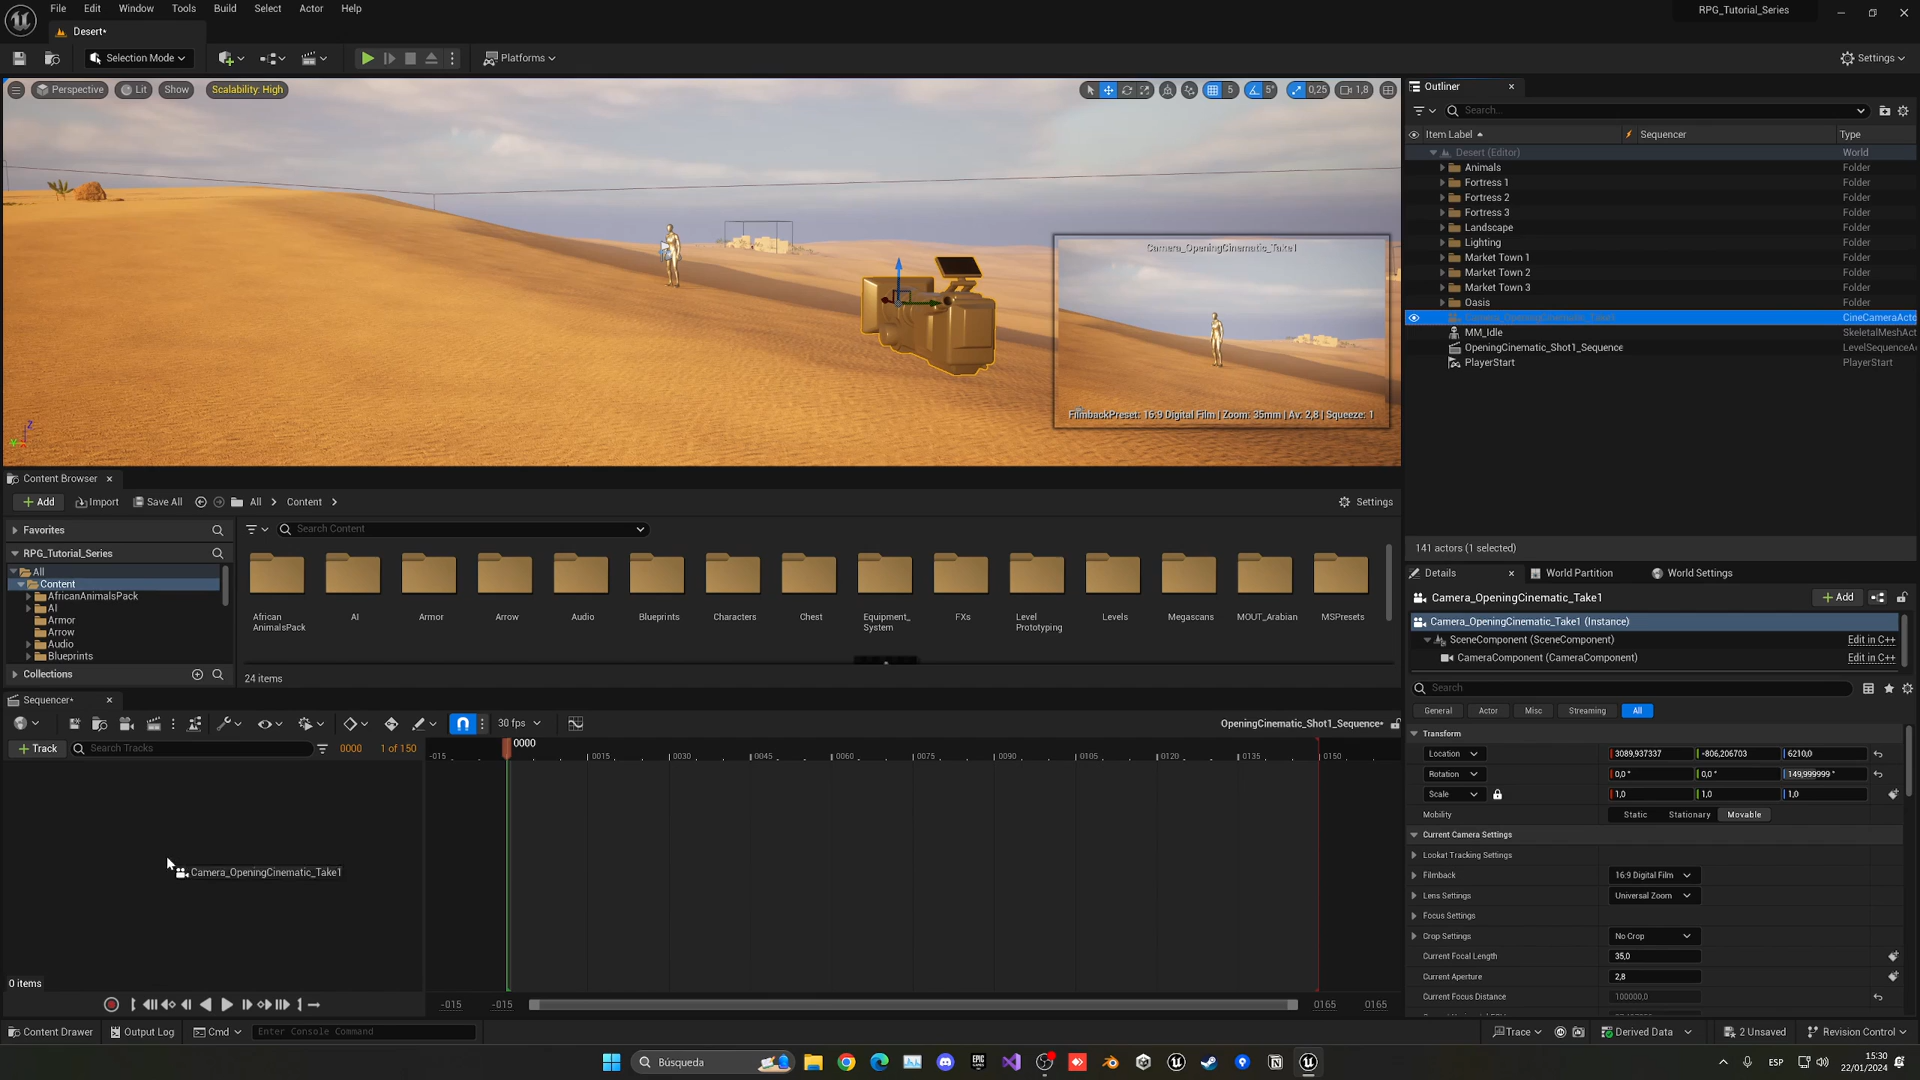 File Edit Window Tools Build Select Actor Help
RPG_Tutorial_Series
Desert*
Selection Mode
Platforms
Settings
Perspective Lit Show Scalability: High
5 5° 0,25 1,8
Camera_OpeningCinematic_Take1
FilmbackPreset: 16:9 Digital Film | Zoom: 35mm | Av: 2,8 | Squeeze: 1
Outliner
Search...
Item Label Sequencer Type
Desert (Editor) World
Animals Folder
Fortress 1 Folder
Fortress 2 Folder
Fortress 3 Folder
Landscape Folder
Lighting Folder
Market Town 1 Folder
Market Town 2 Folder
Market Town 3 Folder
Oasis Folder
Camera_OpeningCinematic_Take1 CineCameraActo
MM_Idle SkeletalMeshAct
OpeningCinematic_Shot1_Sequence LevelSequenceA
PlayerStart PlayerStart
141 actors (1 selected)
Content Browser
Add Import Save All All Content
Settings
Favorites
Search Content
RPG_Tutorial_Series
All
Content
AfricanAnimalsPack
AI
Armor
Arrow
Audio
Blueprints
Collections
African AnimalsPack
AI
Armor
Arrow
Audio
Blueprints
Characters
Chest
Equipment_System
FXs
Level Prototyping
Levels
Megascans
MOUT_Arabian
MSPresets
24 items
Sequencer*
30 fps
OpeningCinematic_Shot1_Sequence*
Track
Search Tracks
0000 1 of 150
0000
-015 0015 0030 0045 0060 0075 0090 0105 0120 0135 0150
Camera_OpeningCinematic_Take1
0 items
-015 -015 0165 0165
Details World Partition World Settings
Camera_OpeningCinematic_Take1
Add
Camera_OpeningCinematic_Take1 (Instance)
SceneComponent (SceneComponent) Edit in C++
CameraComponent (CameraComponent) Edit in C++
Search
General Actor Misc Streaming All
Transform
Location 3089,937337 -806,206703 6210,0
Rotation 0,0 ° 0,0 ° 149,999999 °
Scale 1,0 1,0 1,0
Mobility Static Stationary Movable
Current Camera Settings
Lookat Tracking Settings
Filmback 16:9 Digital Film
Lens Settings Universal Zoom
Focus Settings
Crop Settings No Crop
Current Focal Length 35,0
Current Aperture 2,8
Current Focus Distance 100000,0
Content Drawer Output Log Cmd Enter Console Command
Trace Derived Data 2 Unsaved Revision Control
Búsqueda
EPIC GAMES
ESP
15:30
22/01/2024